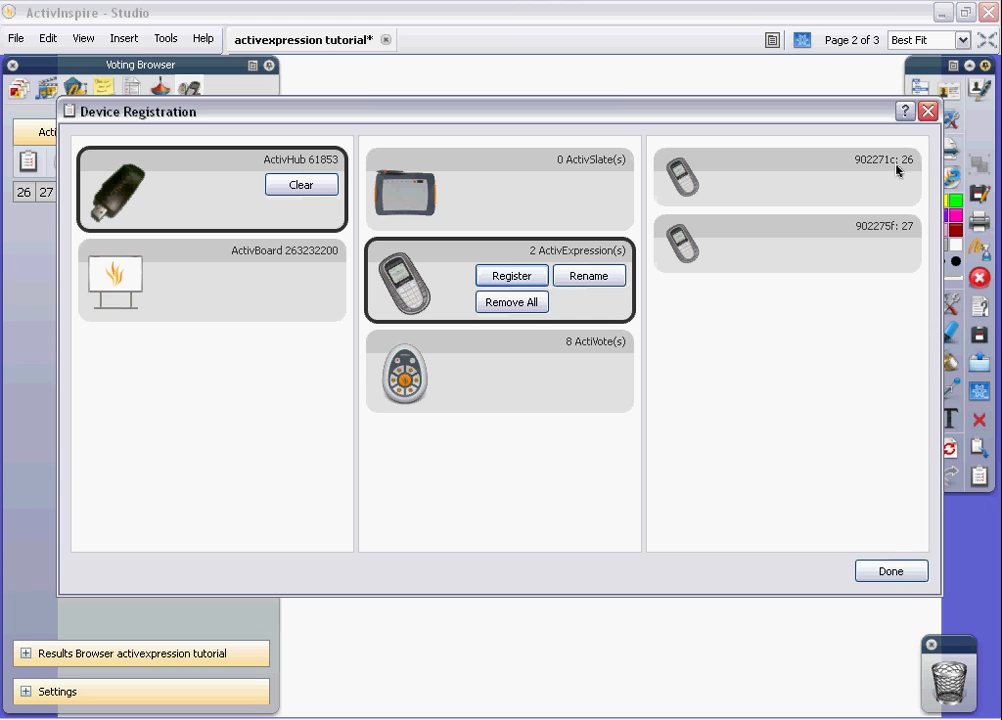 ActivInspire - Studio
File Edit View Insert Tools Help
activexpression tutorial*
Page 2 of 3
Best Fit
Voting Browser
Device Registration
?
Acti
26 27
ActivHub 61853
Clear
ActivBoard 263232200
0 ActivSlate(s)
2 ActivExpression(s)
Register
Rename
Remove All
8 ActiVote(s)
902271c: 26
902275f: 27
T
Done
Results Browser activexpression tutorial
Settings